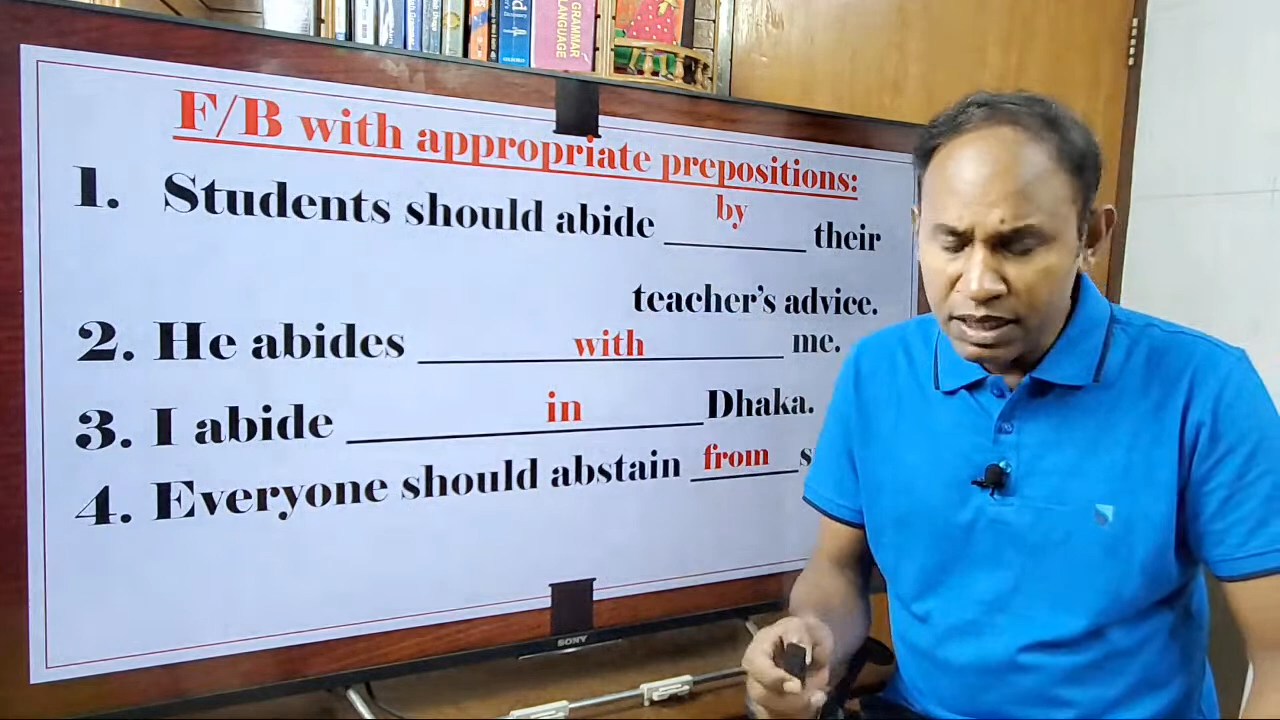 GRAMMAR
LANGUAGE
F/B with appropriate prepositions:
1. Students should abide by their
teacher's advice.
2. He abides with me.
3. I abide in Dhaka.
4. Everyone should abstain from
SONY